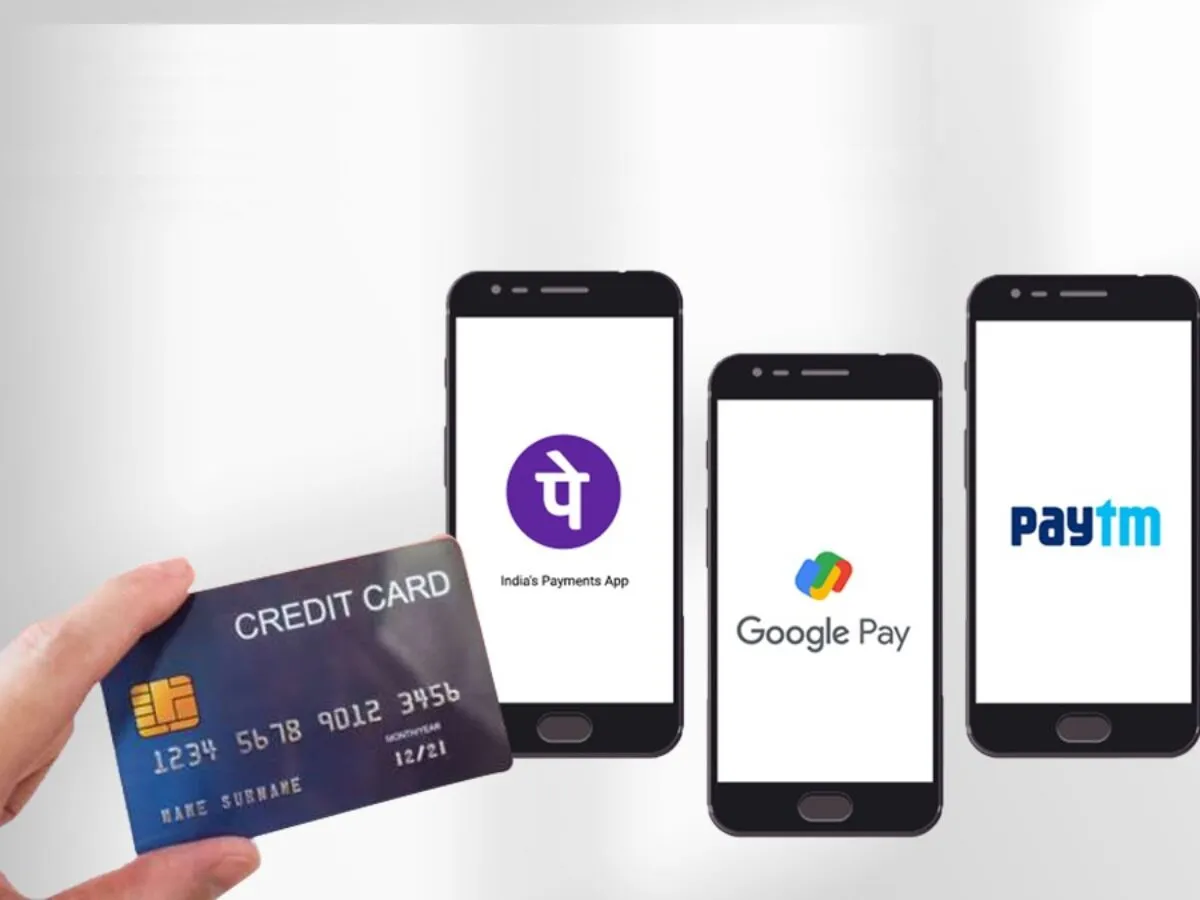 पे
India's Payments App
Google Pay
paytm
CREDIT CARD
1234 5678 9012 3456
MONTH/YEAR
12/21
NAME SURNAME